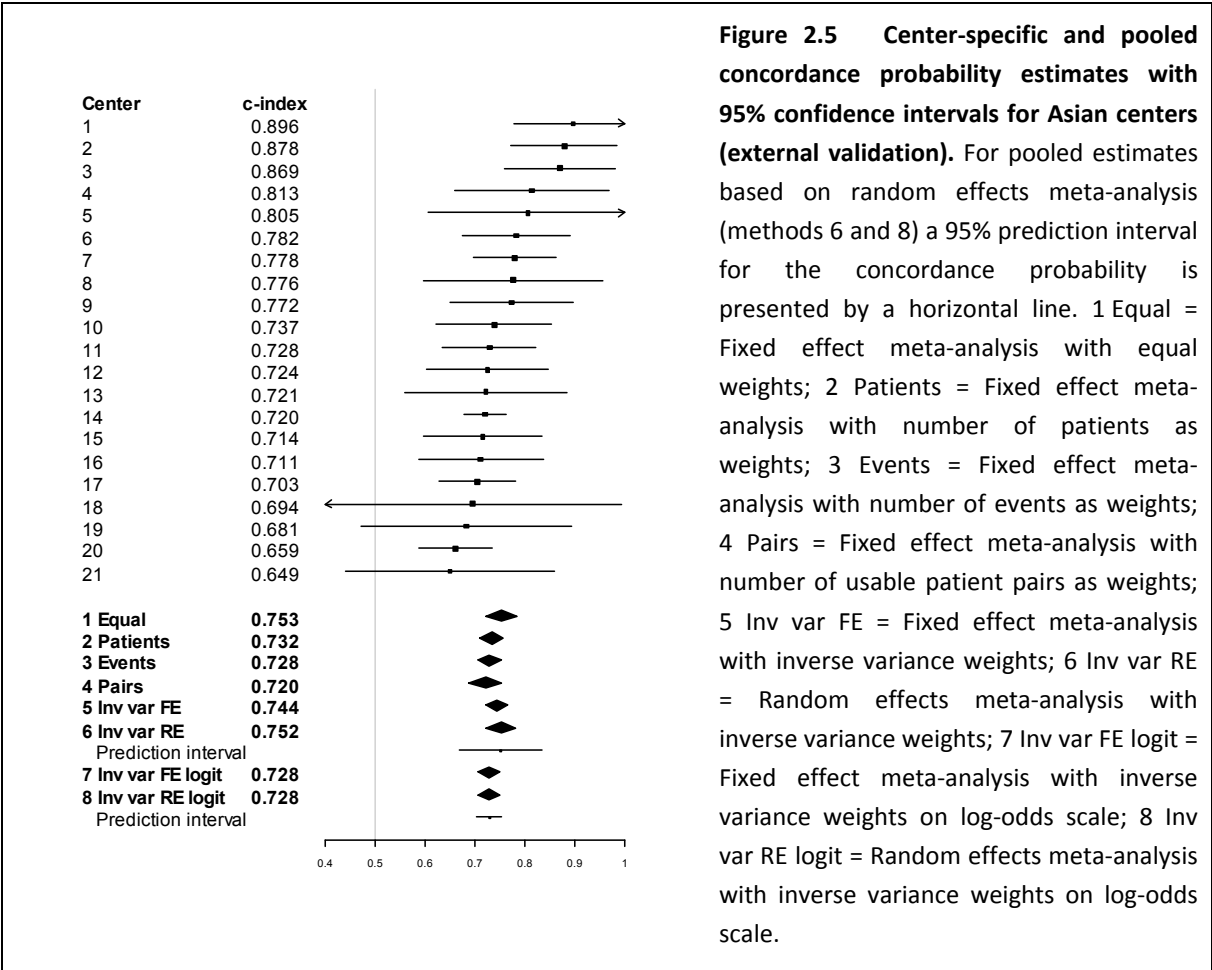 Center c-index
1 0.896
2 0.878
3 0.869
4 0.813
5 0.805
6 0.782
7 0.778
8 0.776
9 0.772
10 0.737
11 0.728
12 0.724
13 0.721
14 0.720
15 0.714
16 0.711
17 0.703
18 0.694
19 0.681
20 0.659
21 0.649
1 Equal 0.753
2 Patients 0.732
3 Events 0.728
4 Pairs 0.720
5 Inv var FE 0.744
6 Inv var RE 0.752
Prediction interval
7 Inv var FE logit 0.728
8 Inv var RE logit 0.728
Prediction interval
0.4 0.5 0.6 0.7 0.8 0.9 1
Figure 2.5 Center-specific and pooled
concordance probability estimates with
95% confidence intervals for Asian centers
(external validation). For pooled estimates
based on random effects meta-analysis
(methods 6 and 8) a 95% prediction interval
for the concordance probability is
presented by a horizontal line. 1 Equal =
Fixed effect meta-analysis with equal
weights; 2 Patients = Fixed effect meta-
analysis with number of patients as
weights; 3 Events = Fixed effect meta-
analysis with number of events as weights;
4 Pairs = Fixed effect meta-analysis with
number of usable patient pairs as weights;
5 Inv var FE = Fixed effect meta-analysis
with inverse variance weights; 6 Inv var RE
= Random effects meta-analysis with
inverse variance weights; 7 Inv var FE logit =
Fixed effect meta-analysis with inverse
variance weights on log-odds scale; 8 Inv
var RE logit = Random effects meta-analysis
with inverse variance weights on log-odds
scale.